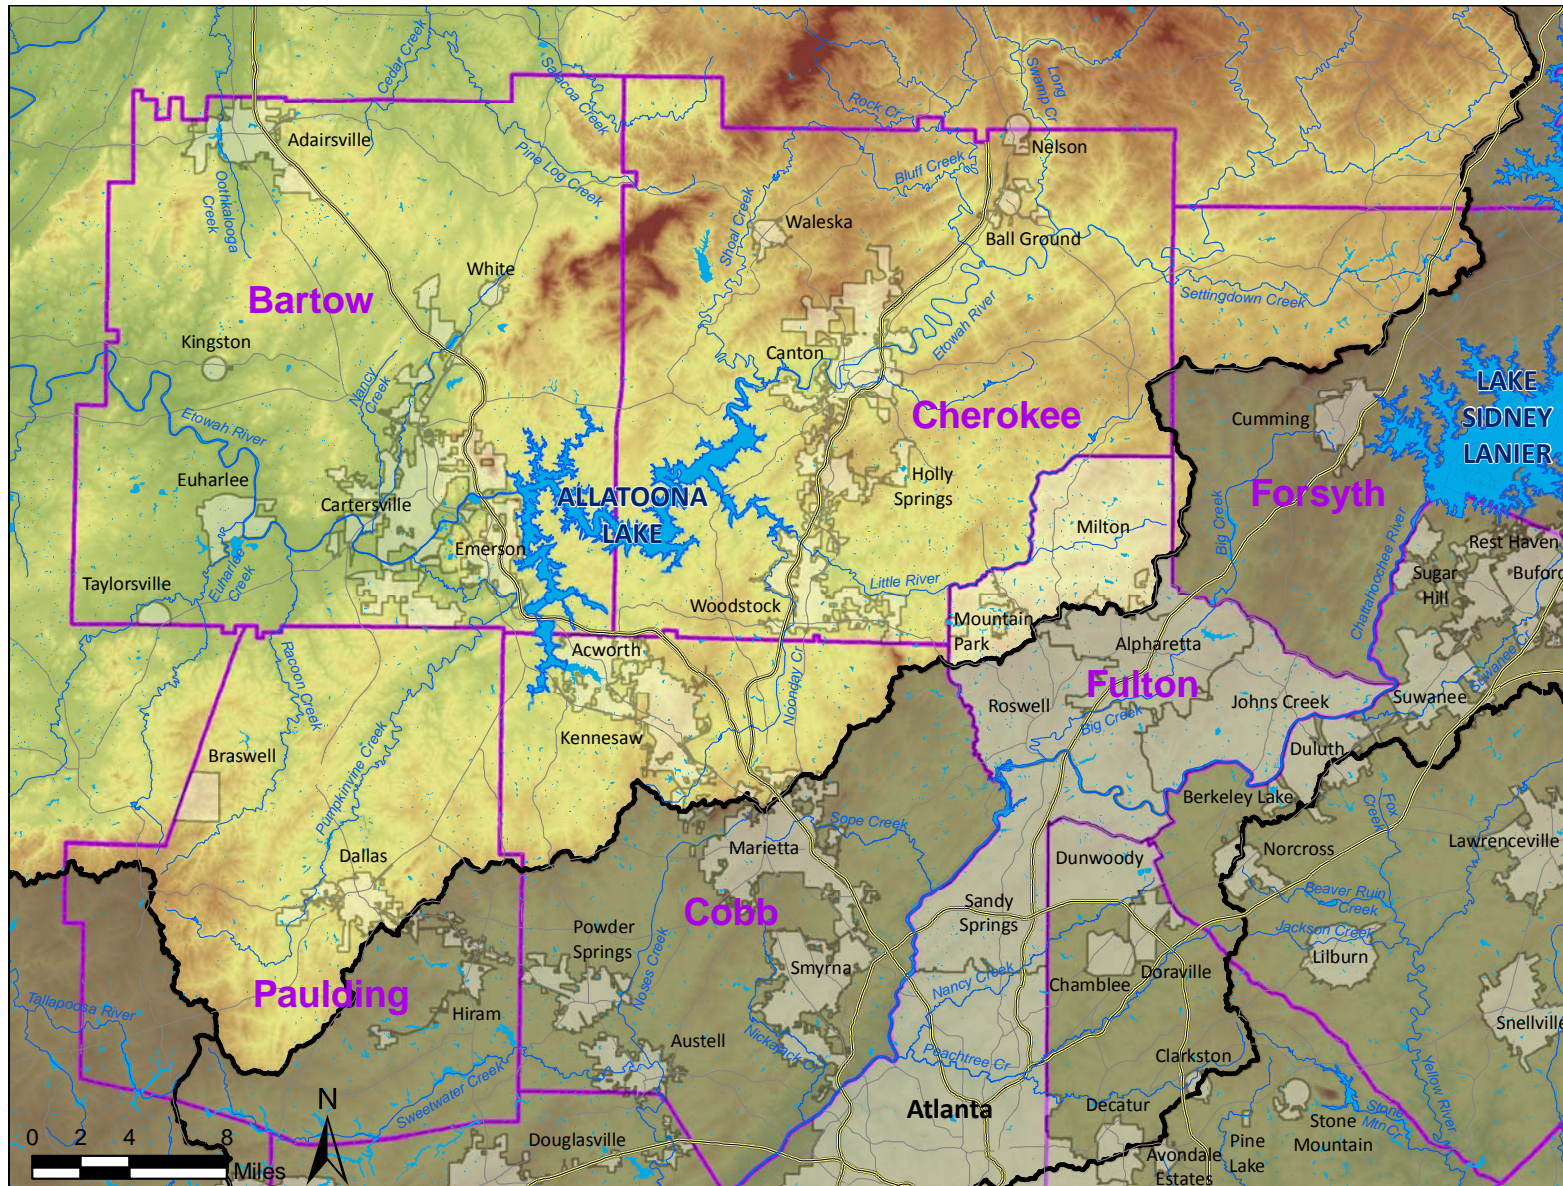 Cedar Creek
Salacoa Creek
Long
Swamp Cr
Rock Cr
Adairsville
Nelson
Pine Log Creek
Bluff Creek
Oothkalooga
Creek
Shoal Creek
Waleska
Ball Ground
White
Bartow
Settingdown Creek
Etowah River
Kingston
Canton
Nancy
Creek
LAKE
SIDNEY
LANIER
Cherokee
Cumming
Etowah River
Euharlee
Holly
Springs
Forsyth
ALLATOONA
LAKE
Cartersville
Milton
Big Creek
Emerson
Rest Haven
Chattahoochee River
Euharlee
Creek
Taylorsville
Little River
Sugar
Hill
Buford
Woodstock
Mountain
Park
Alpharetta
Acworth
Racoon Creek
Noonday Cr
Fulton
Suwanee Cr
Suwanee
Roswell
Johns Creek
Big Creek
Kennesaw
Duluth
Braswell
Pumpkinvine Creek
Berkeley Lake
Fox
Creek
Sope Creek
Marietta
Norcross
Lawrenceville
Dallas
Dunwoody
Beaver Ruin
Creek
Sandy
Springs
Cobb
Powder
Springs
Jackson Creek
Lilburn
Noses Creek
Smyrna
Doraville
Nancy Creek
Chamblee
Paulding
Tallapoosa River
Hiram
Snellville
Austell
Nickajack Cr
Peachtree Cr
Clarkston
Yellow River
Sweetwater Creek
N
Atlanta
Decatur
Stone
Mtn Cr
Stone
Mountain
Douglasville
Pine
Lake
Avondale
Estates
0 2 4 8
Miles